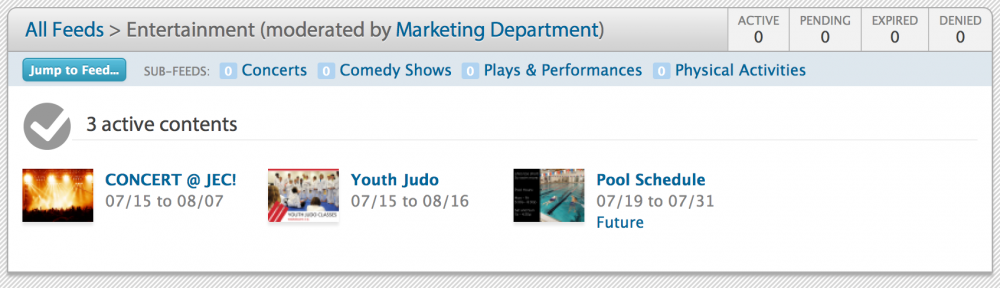 All Feeds > Entertainment (moderated by Marketing Department)
ACTIVE PENDING EXPIRED DENIED
0 0 0 0
Jump to Feed... SUB-FEEDS: 0 Concerts 0 Comedy Shows 0 Plays & Performances 0 Physical Activities
3 active contents
CONCERT @ JEC!
07/15 to 08/07
YOUTH JUDO CLASSES
Youth Judo
07/15 to 08/16
Pool Schedule
07/19 to 07/31
Future